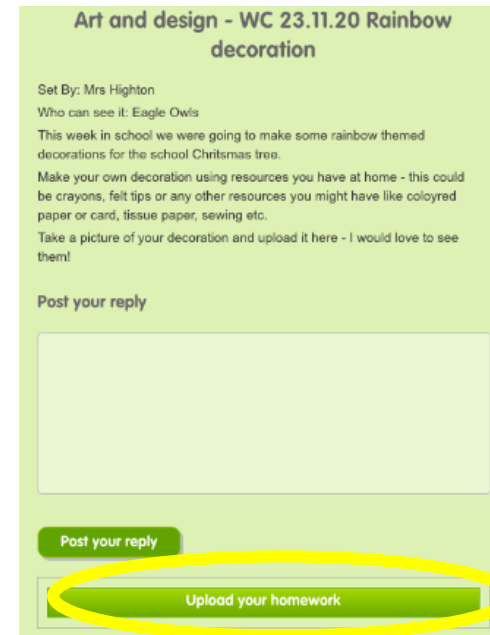 Art and design - WC 23.11.20 Rainbow
decoration
Set By: Mrs Highton
Who can see it: Eagle Owls
This week in school we were going to make some rainbow themed
decorations for the school Chritsmas tree.
Make your own decoration using resources you have at home - this could
be crayons, felt tips or any other resources you might have like coloyred
paper or card, tissue paper, sewing etc.
Take a picture of your decoration and upload it here - I would love to see
them!
Post your reply
Post your reply
Upload your homework